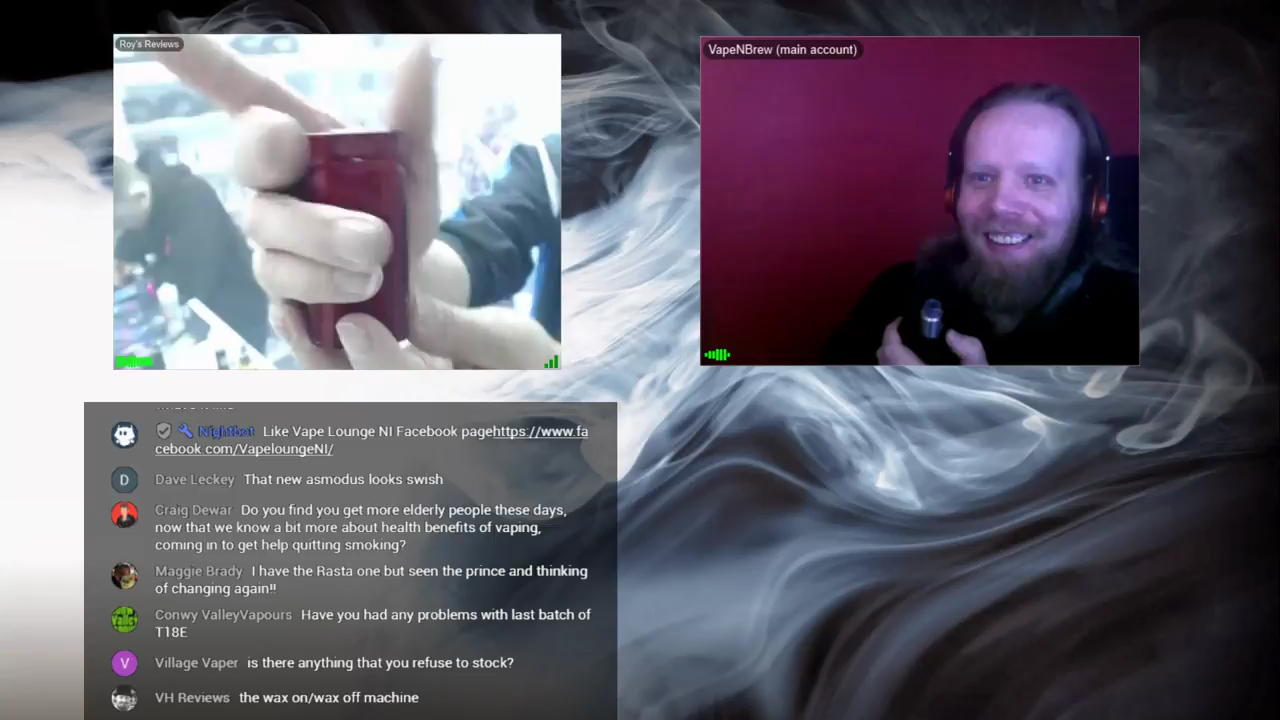 Roy's Reviews
VapeNBrew (main account)
Nightbot Like Vape Lounge NI Facebook pagehttps://www.fa
cebook.com/VapeloungeNI/
D Dave Leckey That new asmodus looks swish
Craig Dewar Do you find you get more elderly people these days,
now that we know a bit more about health benefits of vaping,
coming in to get help quitting smoking?
Maggie Brady I have the Rasta one but seen the prince and thinking
of changing again!!
Conwy ValleyVapours Have you had any problems with last batch of
T18E
V Village Vaper is there anything that you refuse to stock?
VH Reviews the wax on/wax off machine